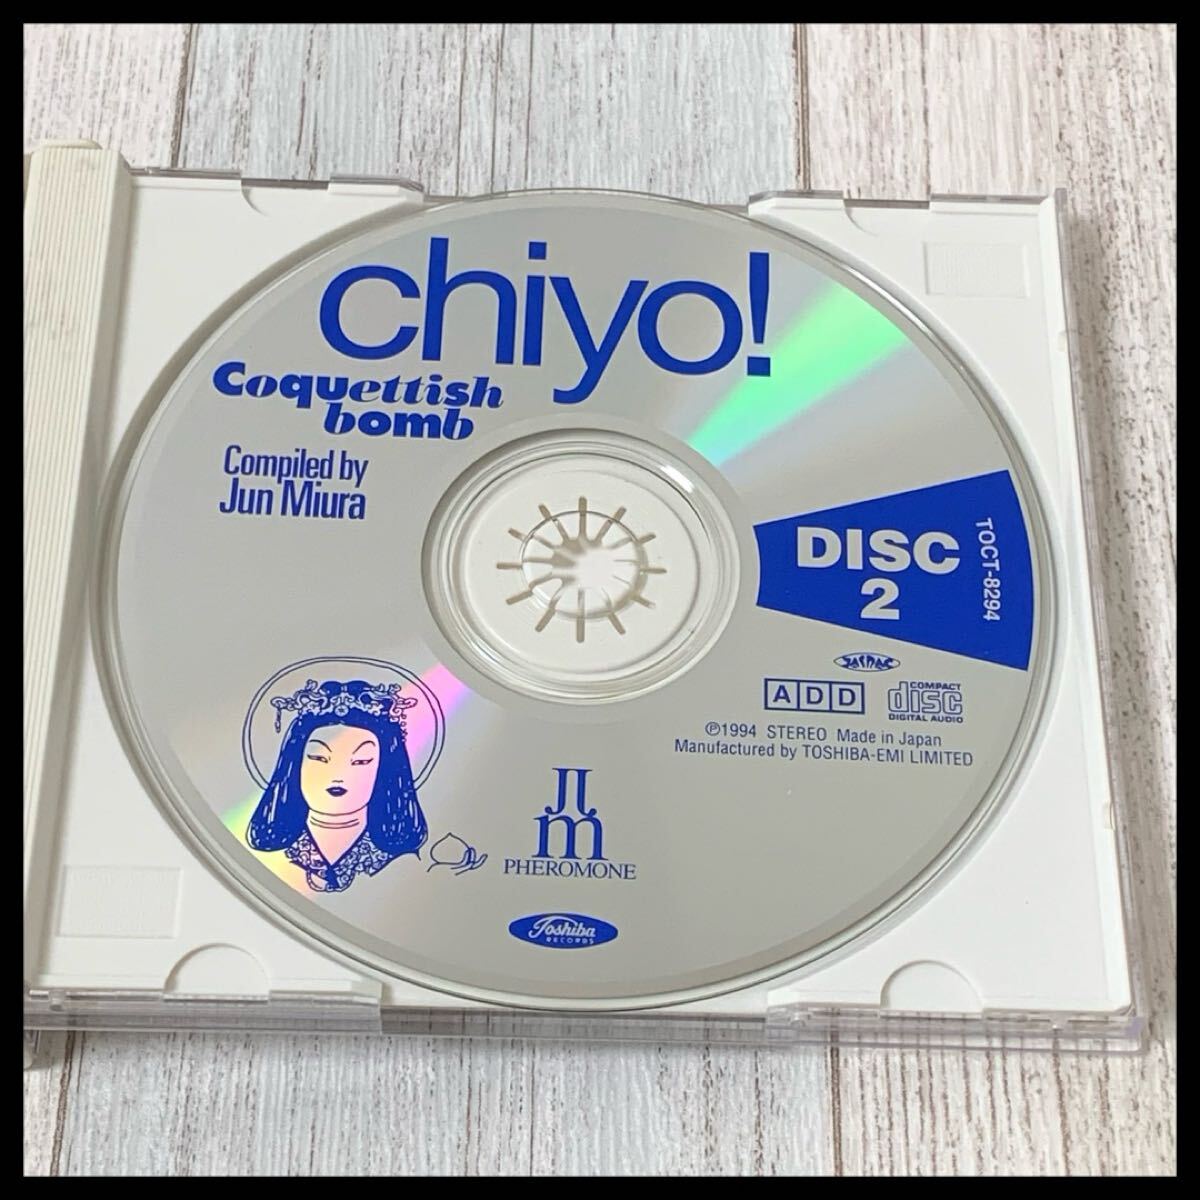 chiyo!
Coquettish
bomb
Compiled by
Jun Miura
DISC
2
TOCT-8294
JASRAC
ADD
COMPACT
disc
DIGITAL AUDIO
℗1994 STEREO Made in Japan
Manufactured by TOSHIBA-EMI LIMITED
PHEROMONE
Toshiba
RECORDS